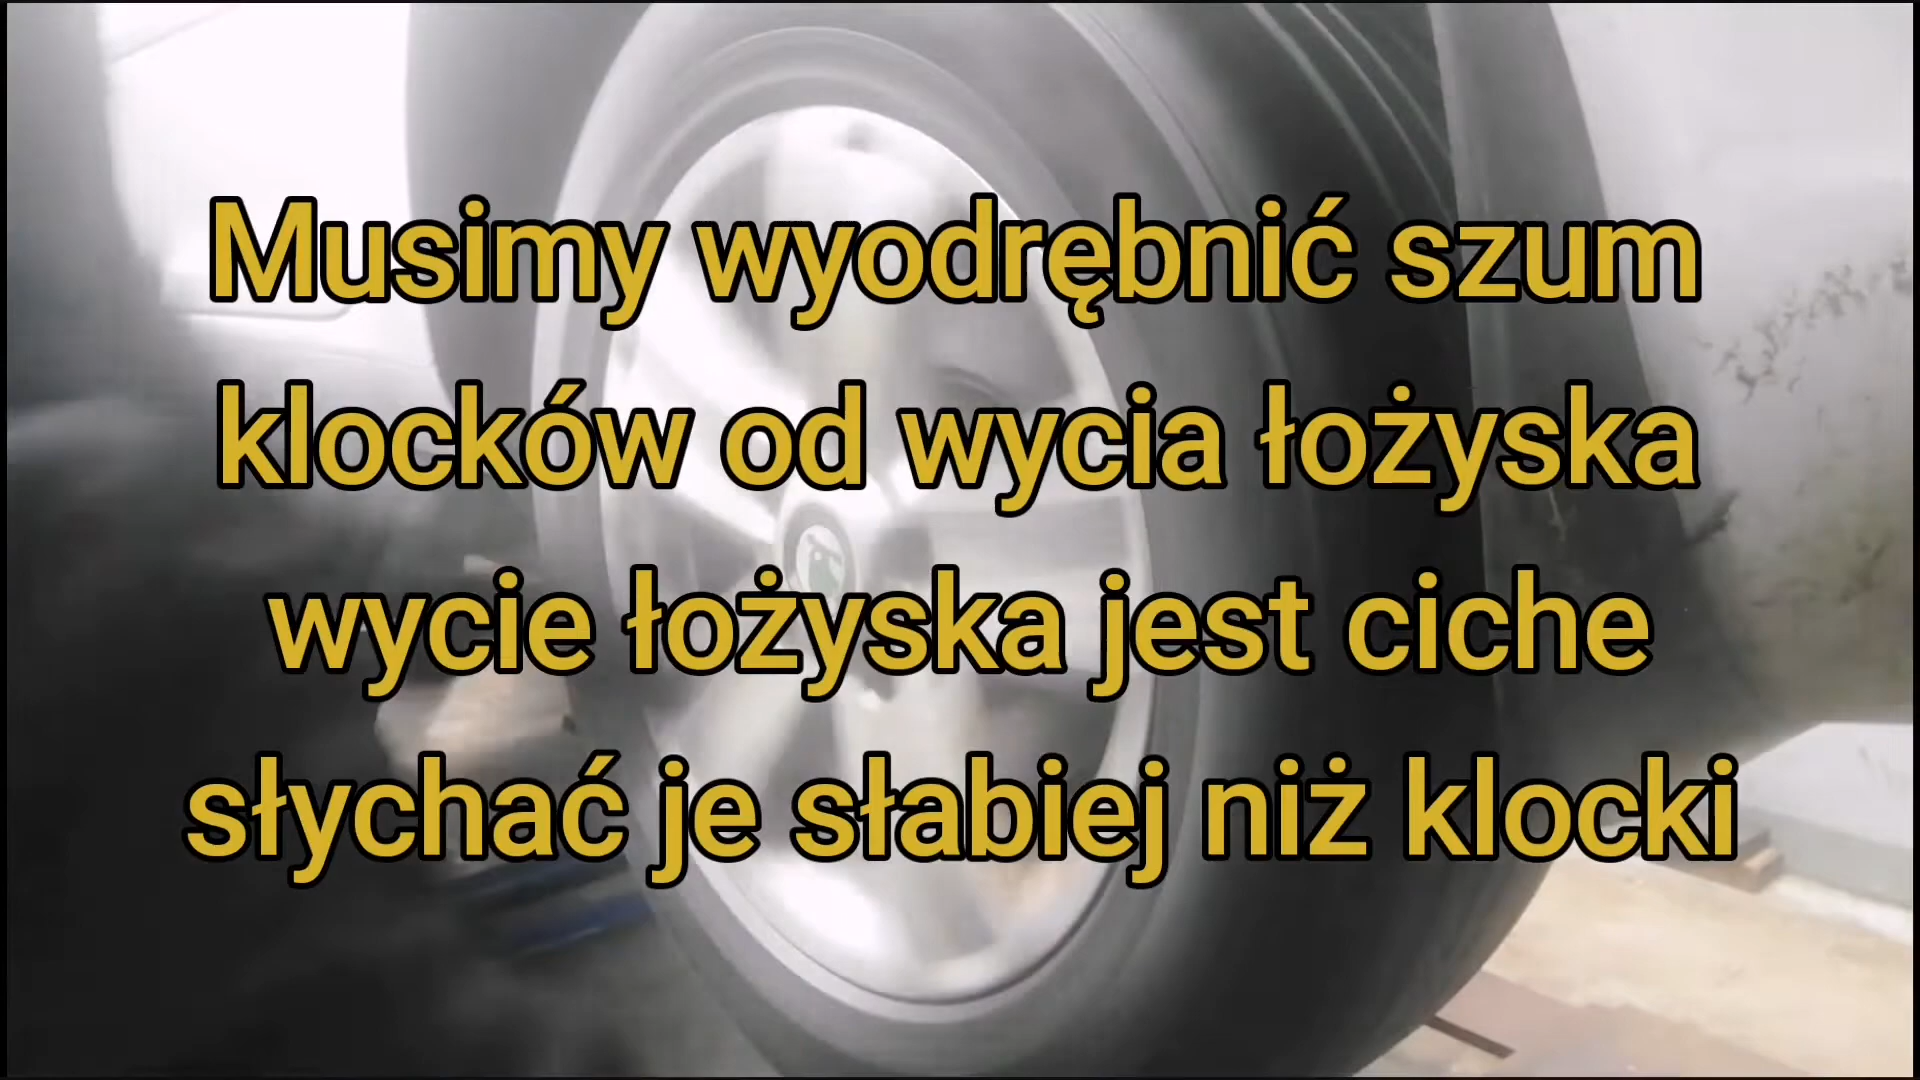 Musimy wyodrębnić szum
klocków od wycia łożyska
wycie łożyska jest ciche
słychać je słabiej niż klocki